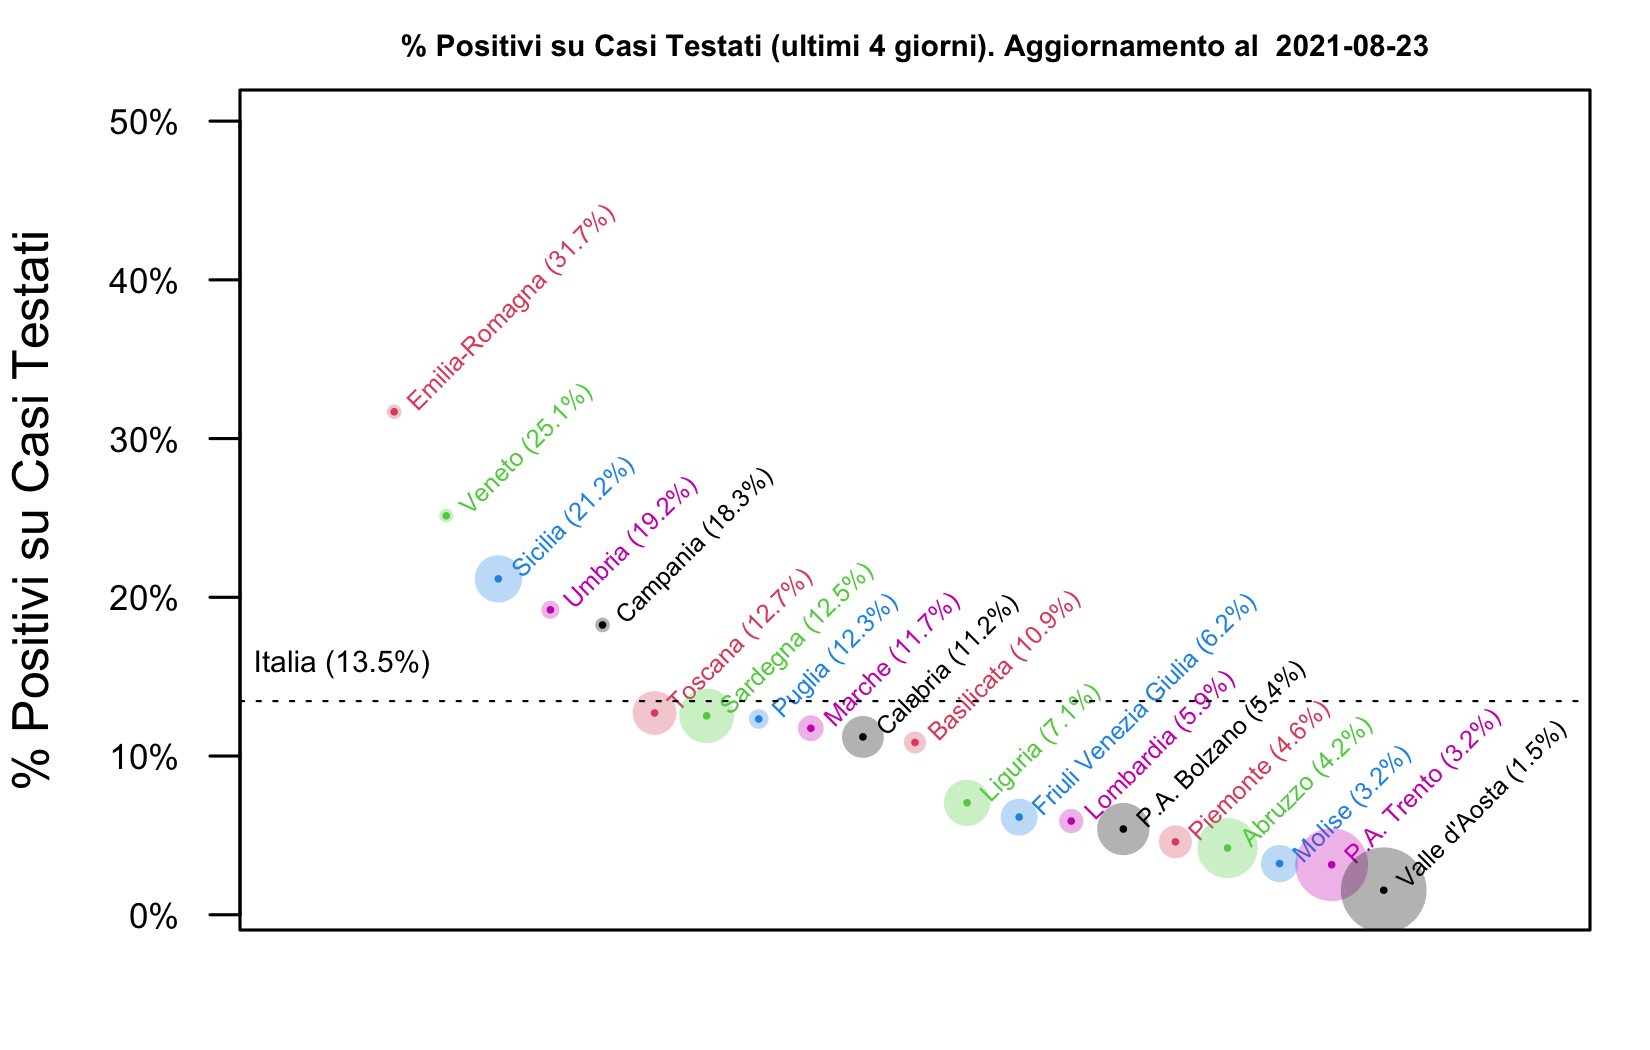 % Positivi su Casi Testati (ultimi 4 giorni). Aggiornamento al  2021-08-23
% Positivi su Casi Testati
50%
40%
30%
20%
10%
0%
Italia (13.5%)
Emilia-Romagna (31.7%)
Veneto (25.1%)
Sicilia (21.2%)
Umbria (19.2%)
Campania (18.3%)
Toscana (12.7%)
Sardegna (12.5%)
Puglia (12.3%)
Marche (11.7%)
Calabria (11.2%)
Basilicata (10.9%)
Liguria (7.1%)
Friuli Venezia Giulia (6.2%)
Lombardia (5.9%)
P.A. Bolzano (5.4%)
Piemonte (4.6%)
Abruzzo (4.2%)
Molise (3.2%)
P.A. Trento (3.2%)
Valle d'Aosta (1.5%)